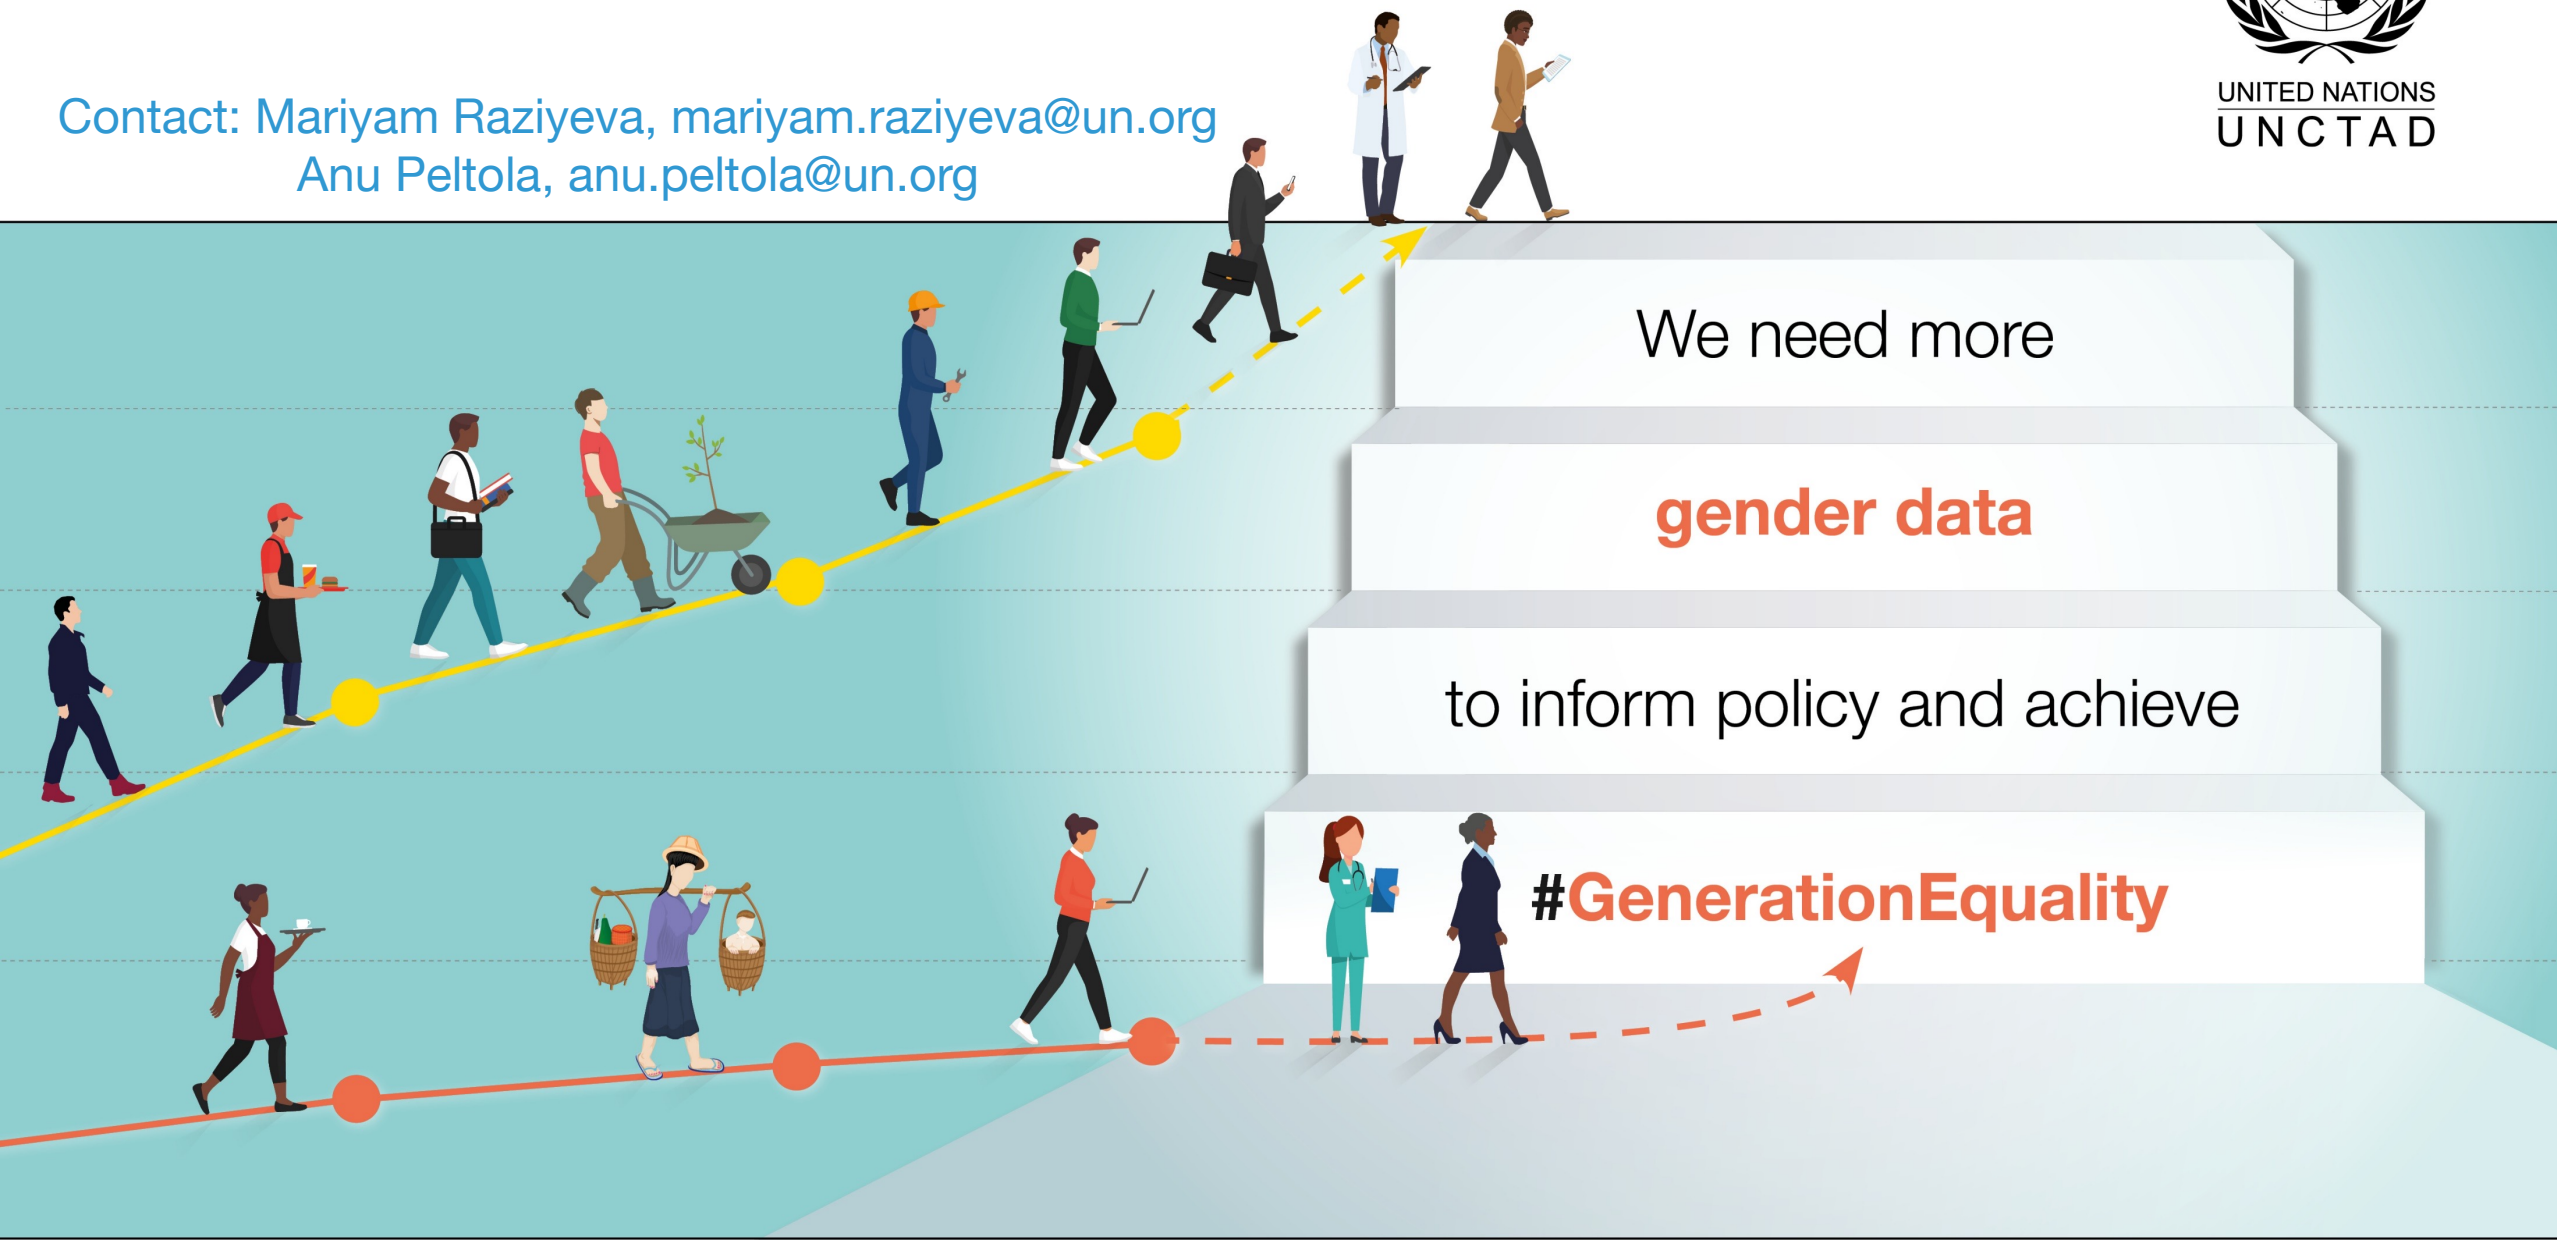 Contact: Mariyam Raziyeva, mariyam.raziyeva@un.org
Anu Peltola, anu.peltola@un.org
UNITED NATIONS
UNCTAD
We need more
gender data
to inform policy and achieve
#GenerationEquality